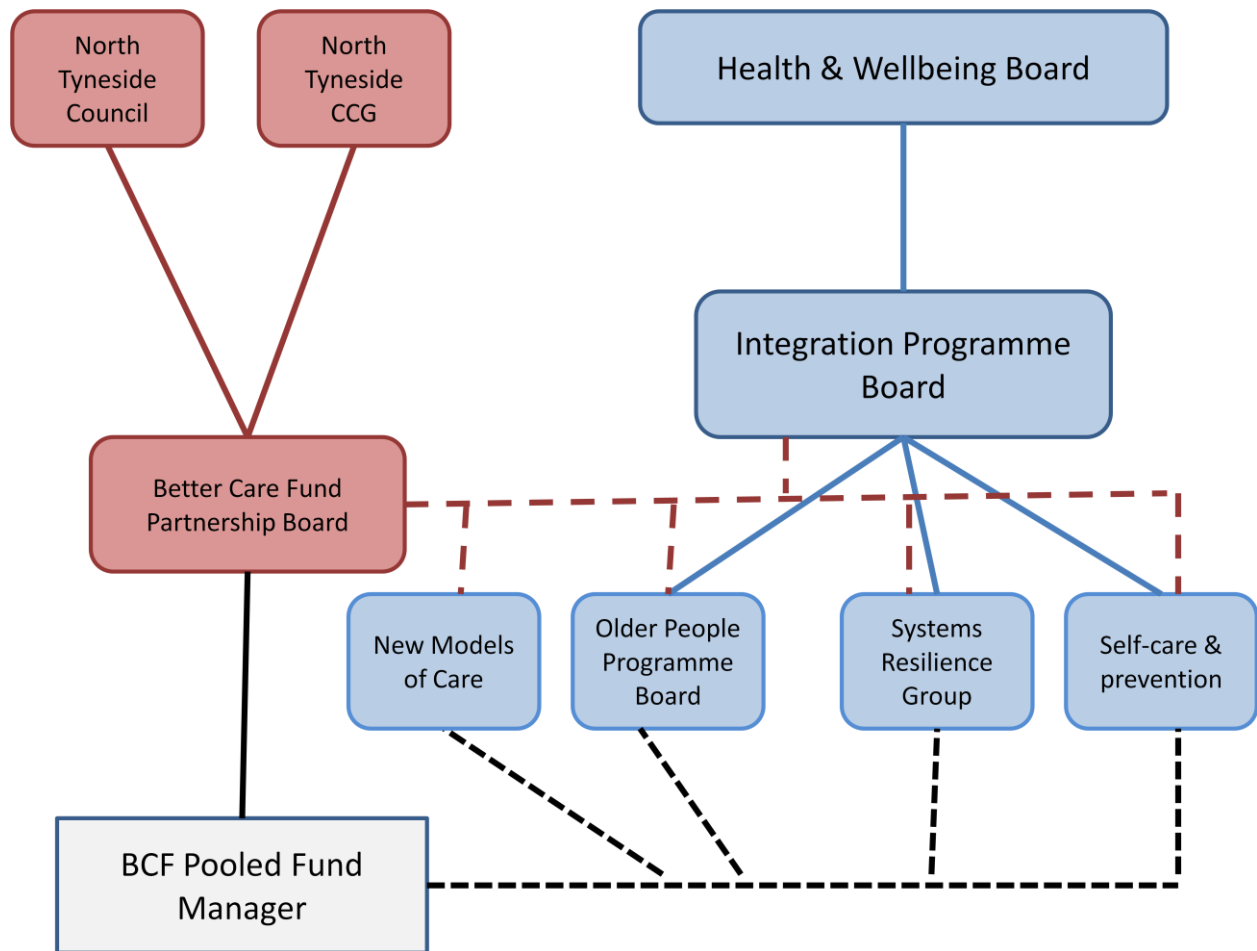 North
Tyneside
Council
North
Tyneside
CCG
Health & Wellbeing Board
Integration Programme
Board
Better Care Fund
Partnership Board
New Models
of Care
Older People
Programme
Board
Systems
Resilience
Group
Self-care &
prevention
BCF Pooled Fund
Manager